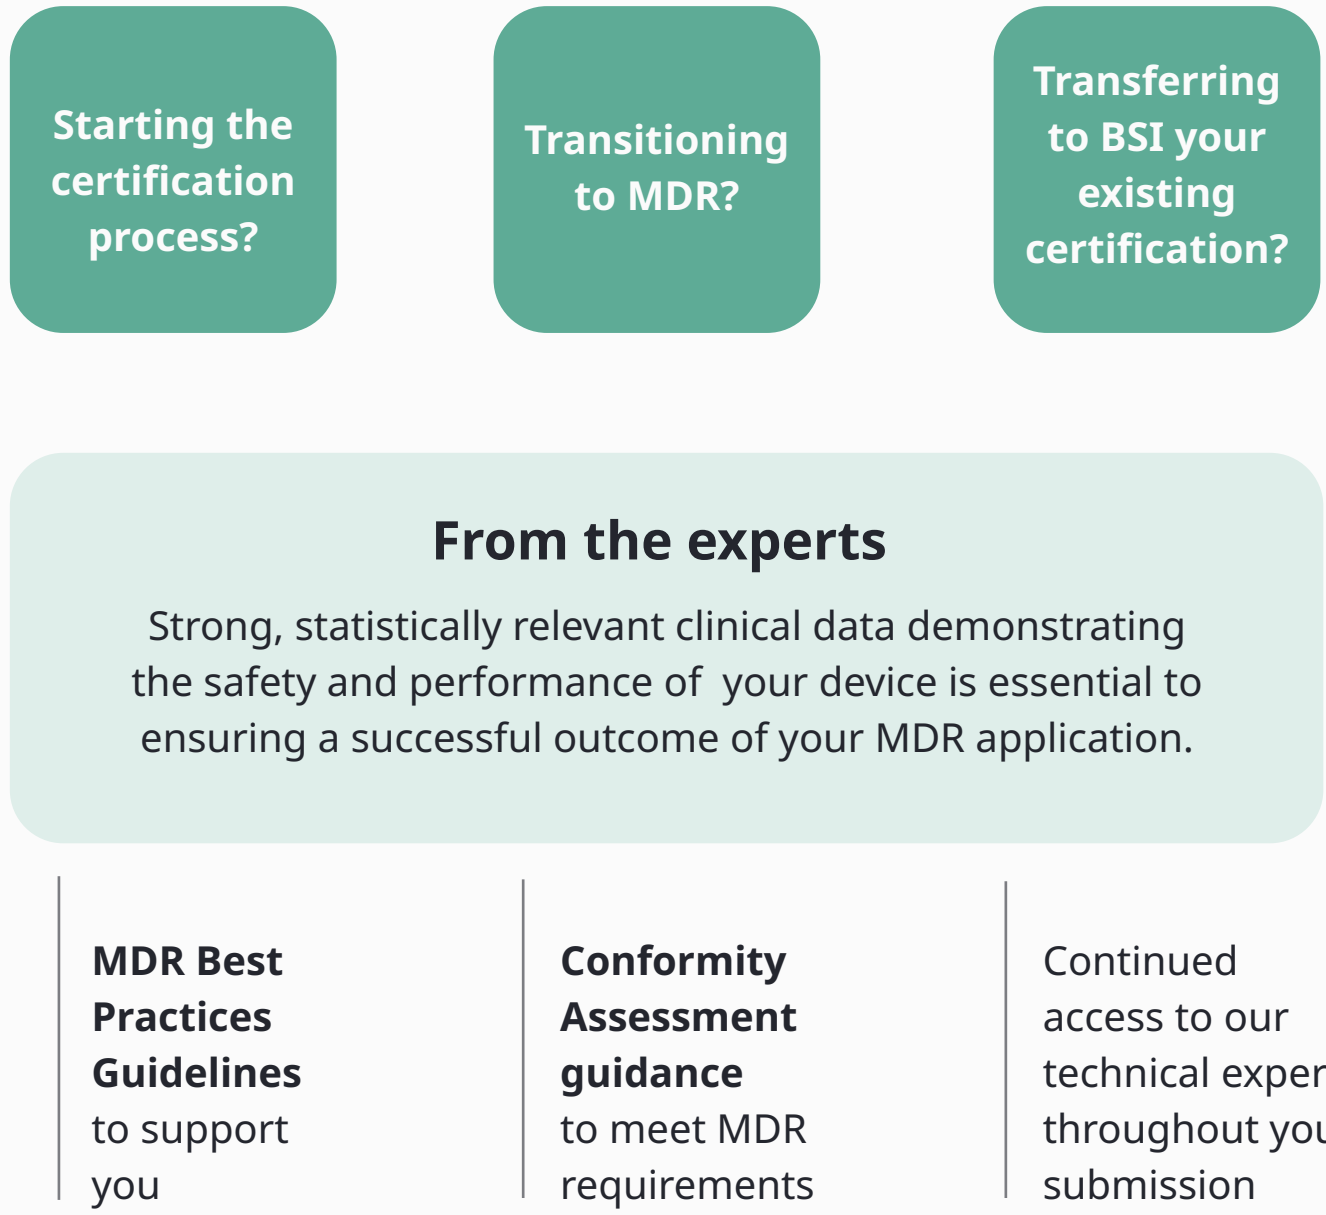 Starting the
certification
process?
Transitioning
to MDR?
Transferring
to BSI your
existing
certification?
From the experts
Strong, statistically relevant clinical data demonstrating
the safety and performance of  your device is essential to
ensuring a successful outcome of your MDR application.
MDR Best
Practices
Guidelines
to support
you
Conformity
Assessment
guidance
to meet MDR
requirements
Continued
access to our
technical
throughout
submission